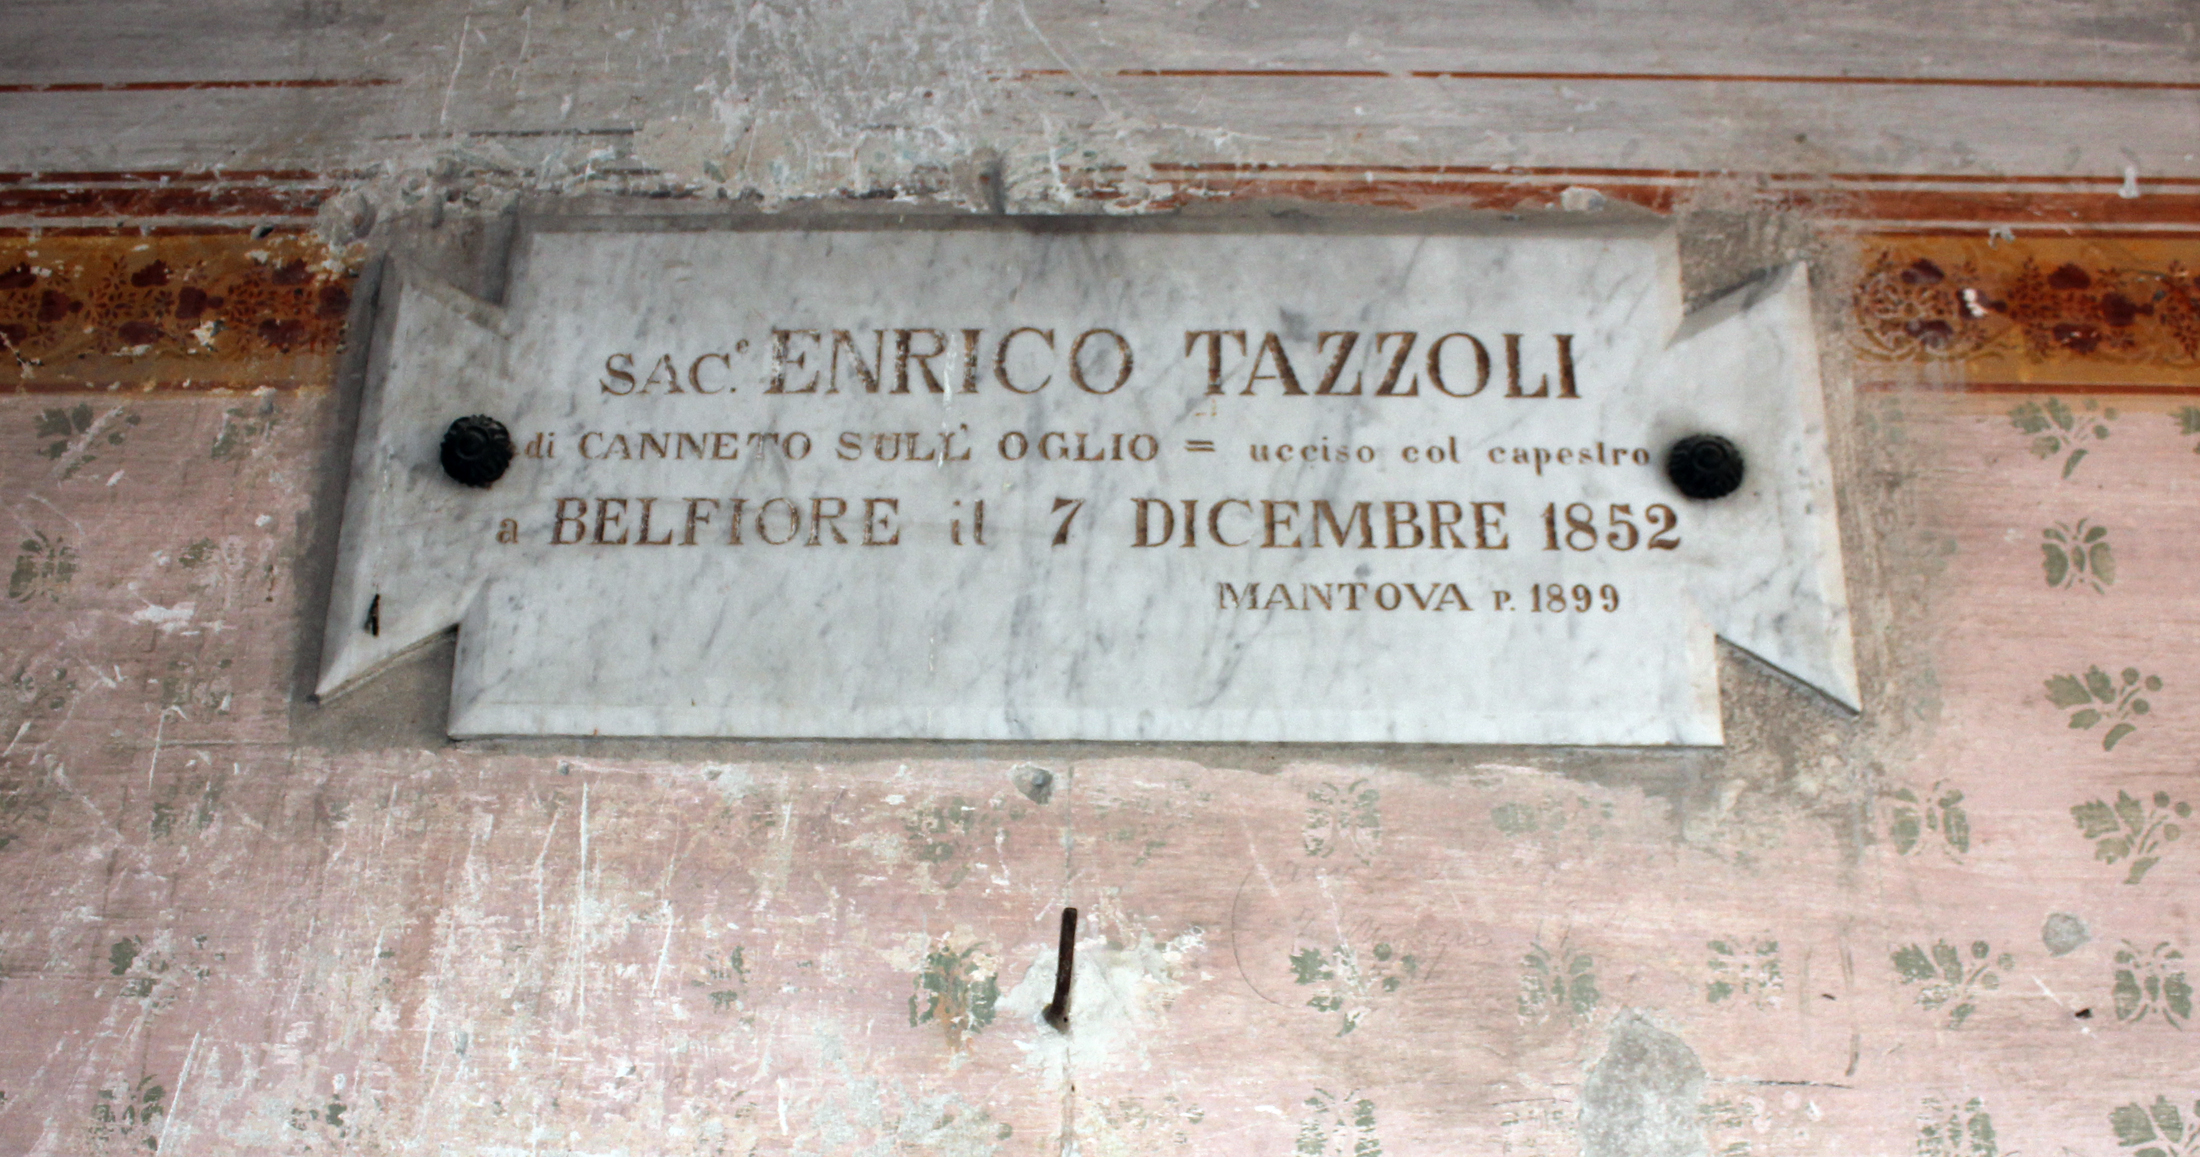 SAC.ᵉ ENRICO TAZZOLI
di CANNETO SULL' OGLIO = ucciso col capestro
a BELFIORE il 7 DICEMBRE 1852
MANTOVA P. 1899